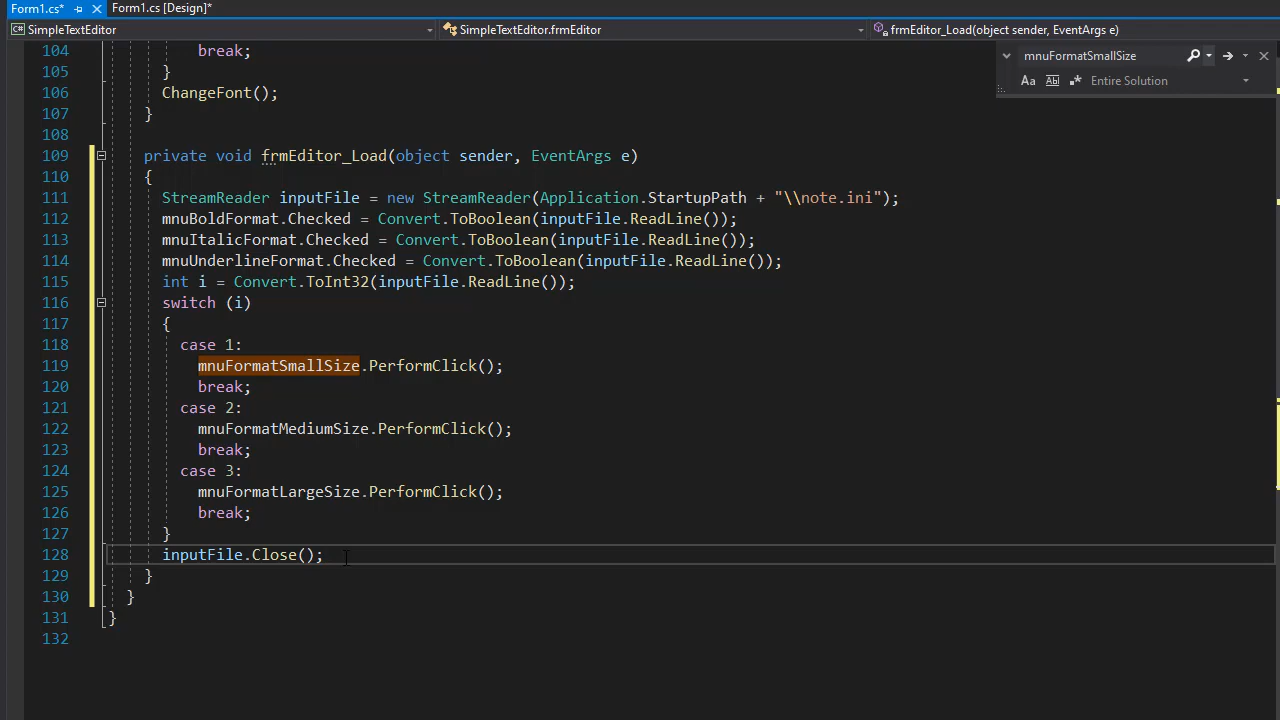 Form1.cs* Form1.cs [Design]*
SimpleTextEditor SimpleTextEditor.frmEditor frmEditor_Load(object sender, EventArgs e)
mnuFormatSmallSize
Aa Ab Entire Solution
104 break;
105 }
106 ChangeFont();
107 }
108
109 private void frmEditor_Load(object sender, EventArgs e)
110 {
111 StreamReader inputFile = new StreamReader(Application.StartupPath + "\\note.ini");
112 mnuBoldFormat.Checked = Convert.ToBoolean(inputFile.ReadLine());
113 mnuItalicFormat.Checked = Convert.ToBoolean(inputFile.ReadLine());
114 mnuUnderlineFormat.Checked = Convert.ToBoolean(inputFile.ReadLine());
115 int i = Convert.ToInt32(inputFile.ReadLine());
116 switch (i)
117 {
118 case 1:
119 mnuFormatSmallSize.PerformClick();
120 break;
121 case 2:
122 mnuFormatMediumSize.PerformClick();
123 break;
124 case 3:
125 mnuFormatLargeSize.PerformClick();
126 break;
127 }
128 inputFile.Close();
129 }
130 }
131 }
132